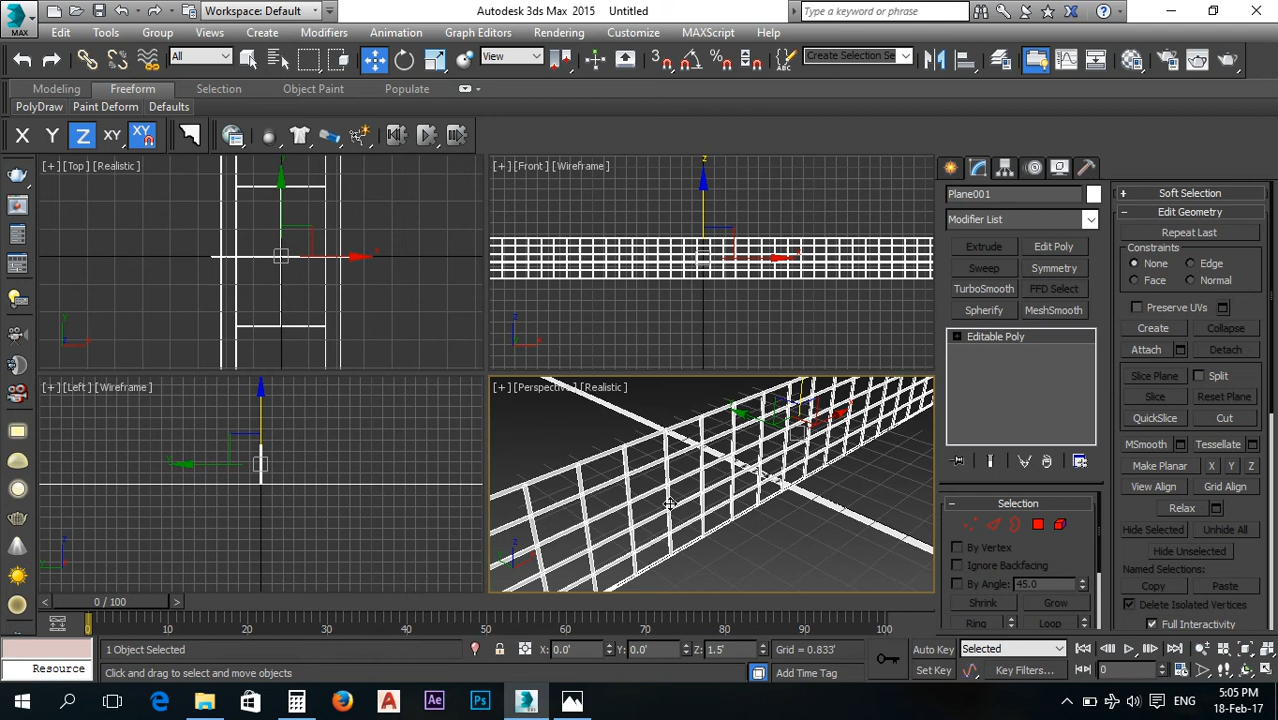 MAX
Workspace: Default
Autodesk 3ds Max 2015
Untitled
Type a keyword or phrase
Edit
Tools
Group
Views
Create
Modifiers
Animation
Graph Editors
Rendering
Customize
MAXScript
Help
All
View
3
%
Create Selection Se
Modeling
Freeform
Selection
Object Paint
Populate
PolyDraw
Paint Deform
Defaults
X
Y
Z
XY
XY
[+][Top][Realistic]
[+][Front][Wireframe]
[+][Left][Wireframe]
[+][Perspective][Realistic]
Plane001
Modifier List
Extrude
Edit Poly
Sweep
Symmetry
TurboSmooth
FFD Select
Spherify
MeshSmooth
Editable Poly
Selection
By Vertex
Ignore Backfacing
By Angle: 45.0
Shrink
Grow
Ring
Loop
Soft Selection
Edit Geometry
Repeat Last
Constraints
None
Edge
Face
Normal
Preserve UVs
Create
Collapse
Attach
Detach
Slice Plane
Split
Slice
Reset Plane
QuickSlice
Cut
MSmooth
Tessellate
Make Planar
X
Y
Z
View Align
Grid Align
Relax
Hide Selected
Unhide All
Hide Unselected
Named Selections:
Copy
Paste
Delete Isolated Vertices
Full Interactivity
0 / 100
0
10
20
30
40
50
60
70
80
90
100
1 Object Selected
X: 0.0'
Y: 0.0'
Z: 1.5'
Grid = 0.833'
Auto Key
Selected
Resource
Click and drag to select and move objects
Add Time Tag
Set Key
Key Filters...
0
5:05 PM
18-Feb-17